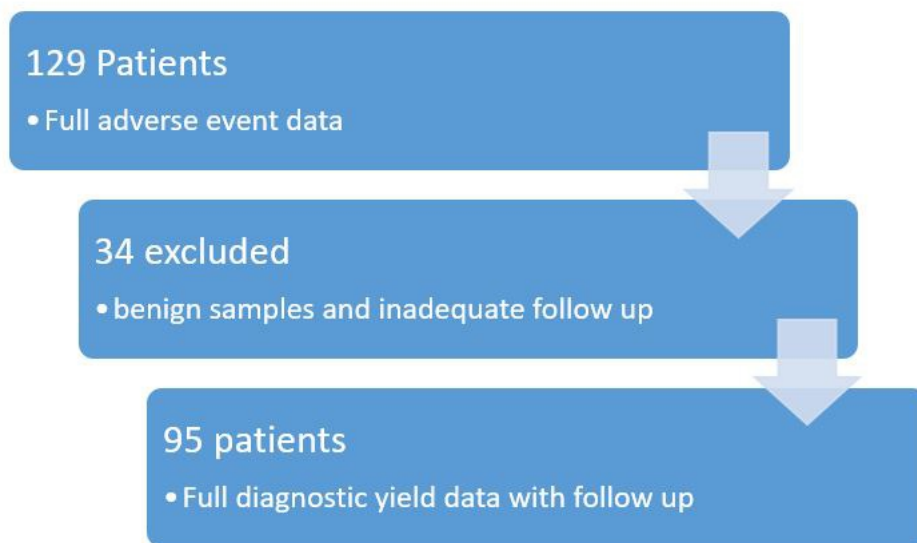 129 Patients
• Full adverse event data
34 excluded
• benign samples and inadequate follow up
95 patients
• Full diagnostic yield data with follow up